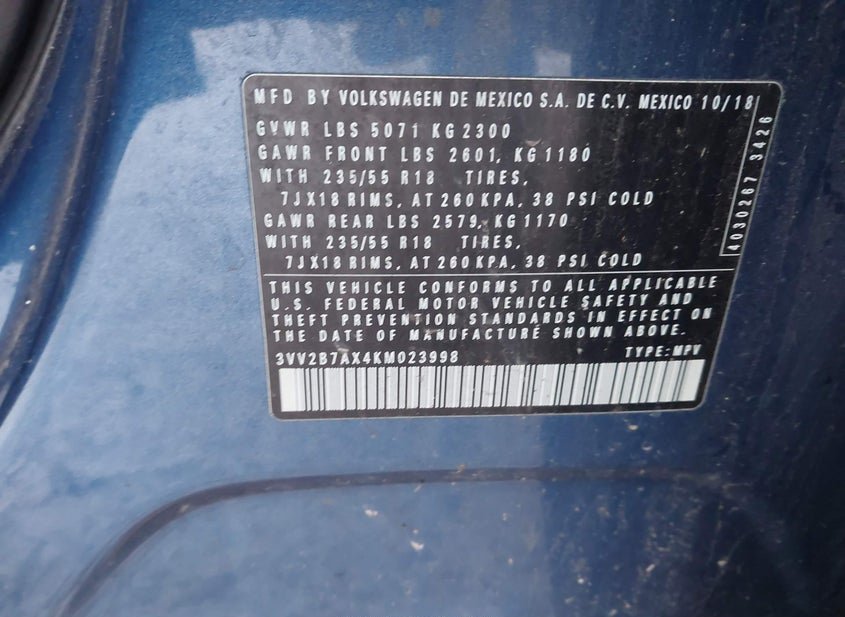 MFD BY VOLKSWAGEN DE MEXICO S.A. DE C.V. MEXICO 10/18
GVWR LBS 5071 KG 2300
GAWR FRONT LBS 2601, KG 1180
WITH 235/55 R18 TIRES,
7JX18 RIMS, AT 260 KPA, 38 PSI COLD
GAWR REAR LBS 2579, KG 1170
WITH 235/55 R18 TIRES,
7JX18 RIMS, AT 260 KPA, 38 PSI COLD
4030267 3426
THIS VEHICLE CONFORMS TO ALL APPLICABLE
U.S. FEDERAL MOTOR VEHICLE SAFETY AND
THEFT PREVENTION STANDARDS IN EFFECT ON
THE DATE OF MANUFACTURE SHOWN ABOVE.
3VV2B7AX4KM023998 TYPE:MPV